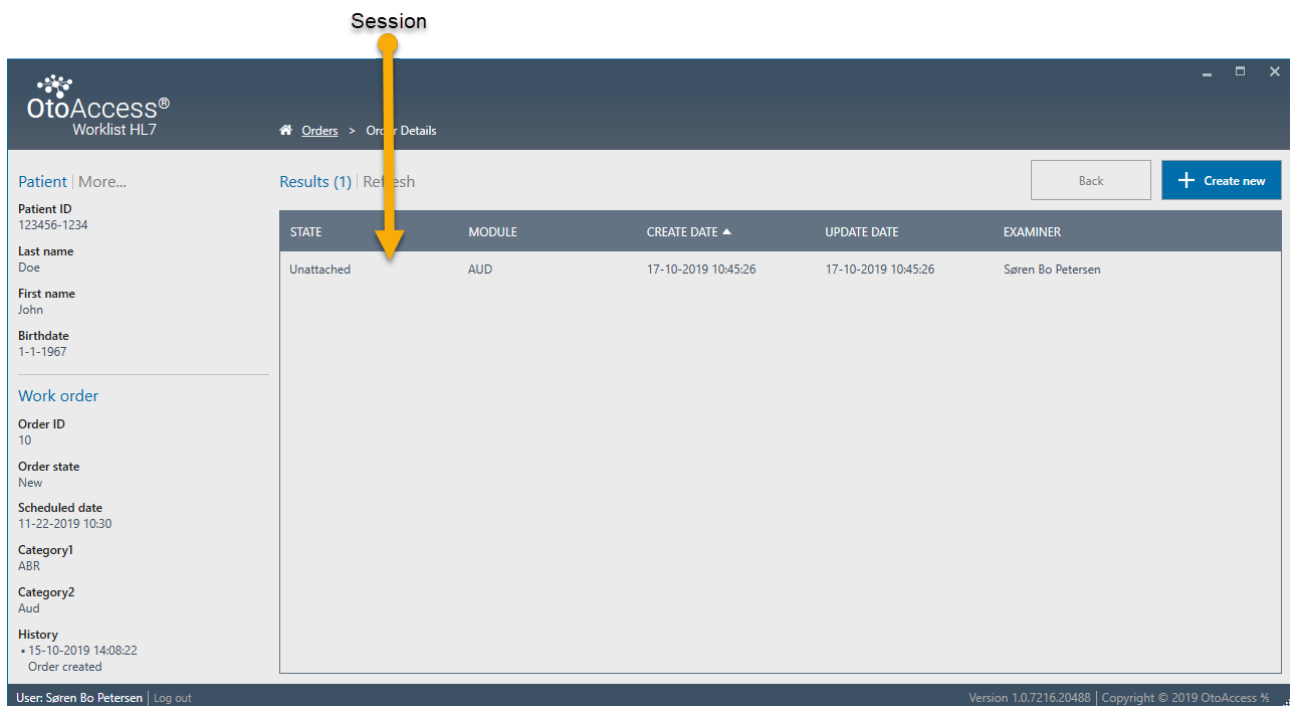 Session
OtoAccess®
Worklist HL7
Orders > Order Details
Patient | More...
Results (1) | Refresh
Back
+ Create new
Patient ID
123456-1234
Last name
Doe
First name
John
Birthdate
1-1-1967
Work order
Order ID
10
Order state
New
Scheduled date
11-22-2019 10:30
Category1
ABR
Category2
Aud
History
• 15-10-2019 14:08:22
Order created
STATE MODULE CREATE DATE ▲ UPDATE DATE EXAMINER
Unattached AUD 17-10-2019 10:45:26 17-10-2019 10:45:26 Søren Bo Petersen
User: Søren Bo Petersen | Log out
Version 1.0.7216.20488 | Copyright © 2019 OtoAccess